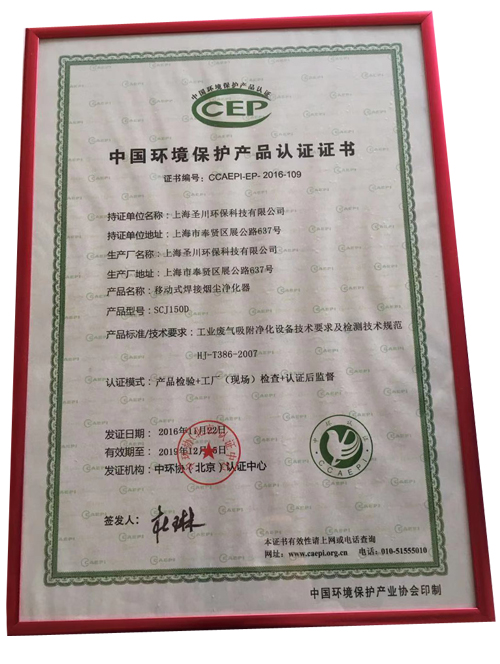 中国环境保护产品认证
CEP
中国环境保护产品认证证书
证书编号：CCAEPI-EP-2016-109
持证单位名称：上海圣川环保科技有限公司
持证单位地址：上海市奉贤区展公路637号
生产厂名称：上海圣川环保科技有限公司
生产厂地址：上海市奉贤区展公路637号
产品名称：移动式焊接烟尘净化器
产品型号：SCJ150D
产品标准/技术要求：工业废气吸附净化设备技术要求及检测技术规范
-HJ-T386-2007
认证模式：产品检验+工厂（现场）检查+认证后监督
发证日期：2016年11月22日
有效期至：2019年12月
发证机构：中环协（北京）认证中心
中环认证
CCAEPI
签发人：
本证书有效性请上网或电话查询
网址：www.caepi.org.cn 电话：010-51555010
中国环境保护产业协会印制